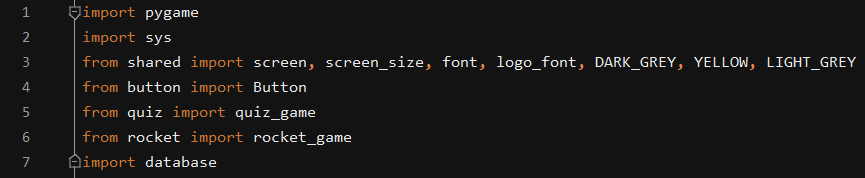 1 import pygame
2 import sys
3 from shared import screen, screen_size, font, logo_font, DARK_GREY, YELLOW, LIGHT_GREY
4 from button import Button
5 from quiz import quiz_game
6 from rocket import rocket_game
7 import database